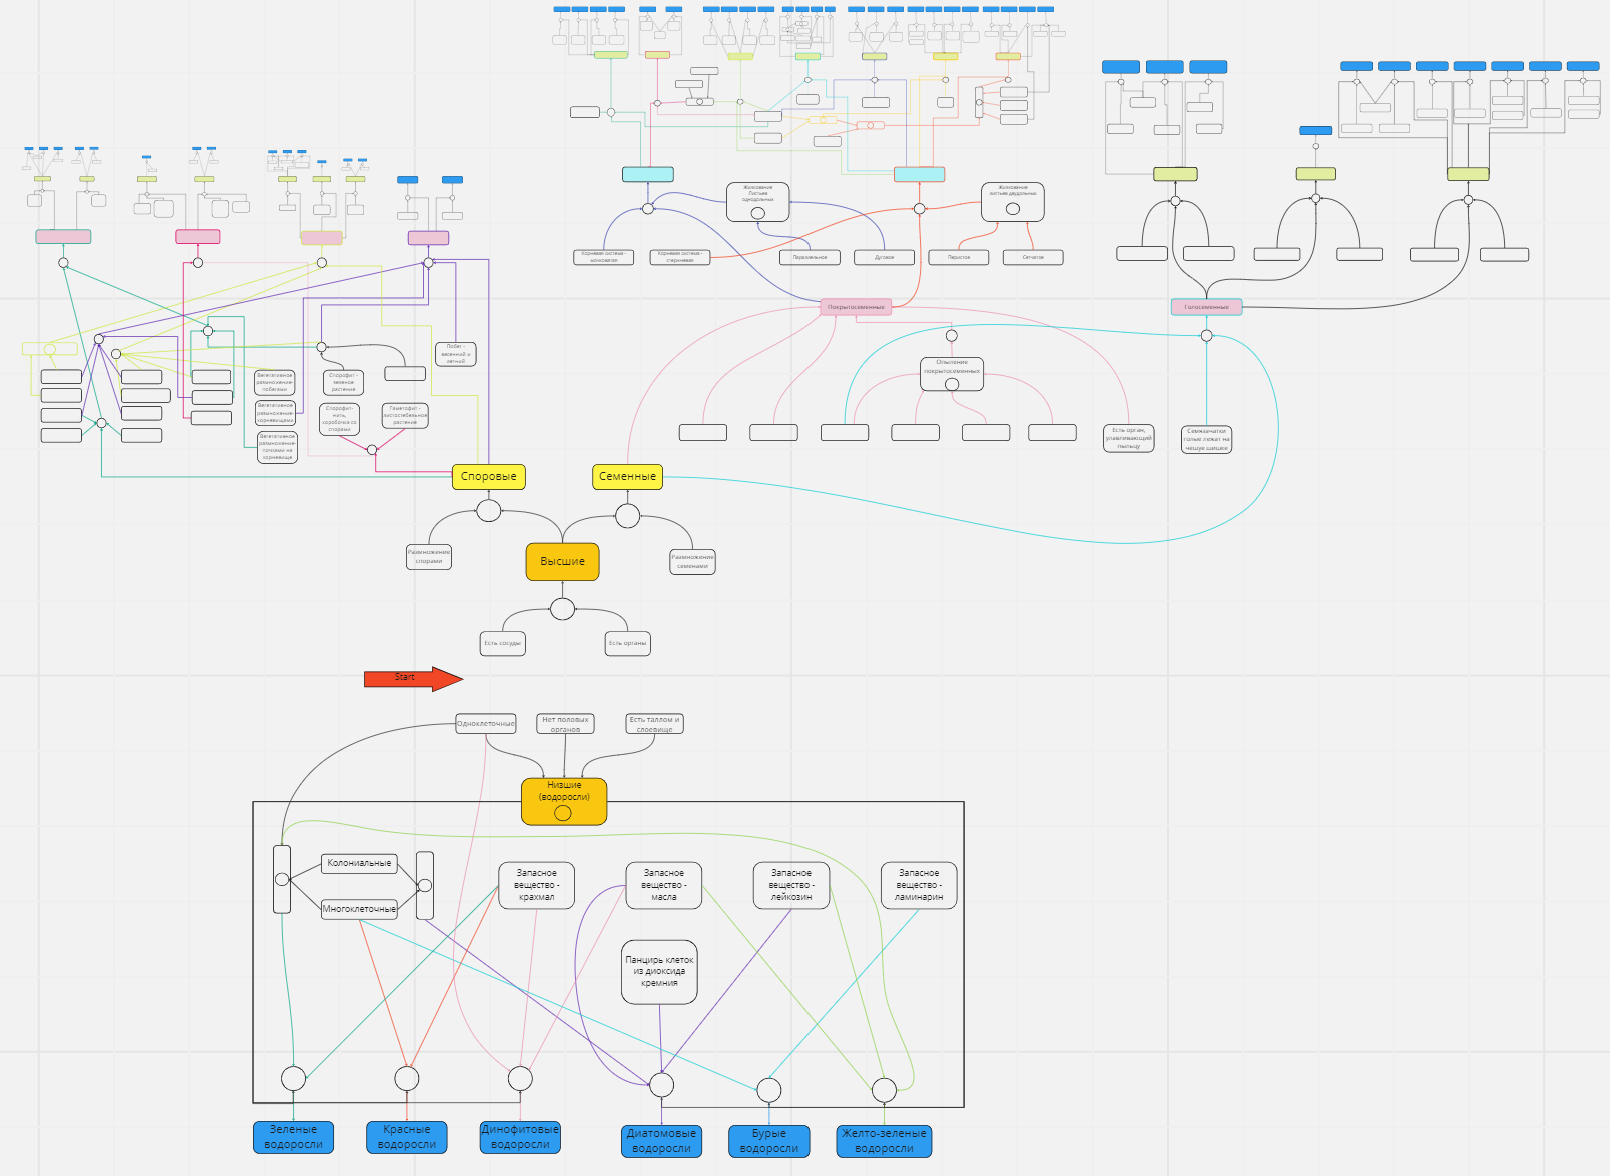 Жилкование
Листьев
однодольных
Жилкование
листьев двудольных
Корневая система -
мочковатая
Корневая система -
стержневая
Параллельное
Дуговое
Перистое
Сетчатое
Покрытосеменные
Голосеменные
Побег -
весенний и
летний
Опыление
покрытосеменных
Вегетативное
размножение-
побегами
Спорофит -
зеленое
растение
Вегетативное
размножение-
корневищами
Спорофит-
нить,
коробочка со
спорами
Гаметофит -
листостебельное
растение
Вегетативное
размножение-
почками на
корневище
Есть орган,
улавливающий
пыльцу
Семязачатки
голые лежат на
чешуе шишки
Споровые
Семенные
Размножение
спорами
Высшие
Размножение
семенами
Есть сосуды
Есть органы
Start
Одноклеточные
Нет половых
органов
Есть таллом и
слоевище
Низшие
(водоросли)
Колониальные
Многоклеточные
Запасное
вещество -
крахмал
Запасное
вещество -
масла
Запасное
вещество -
лейкозин
Запасное
вещество -
ламинарин
Панцирь клеток
из диоксида
кремния
Зеленые
водоросли
Красные
водоросли
Динофитовые
водоросли
Диатомовые
водоросли
Бурые
водоросли
Желто-зеленые
водоросли